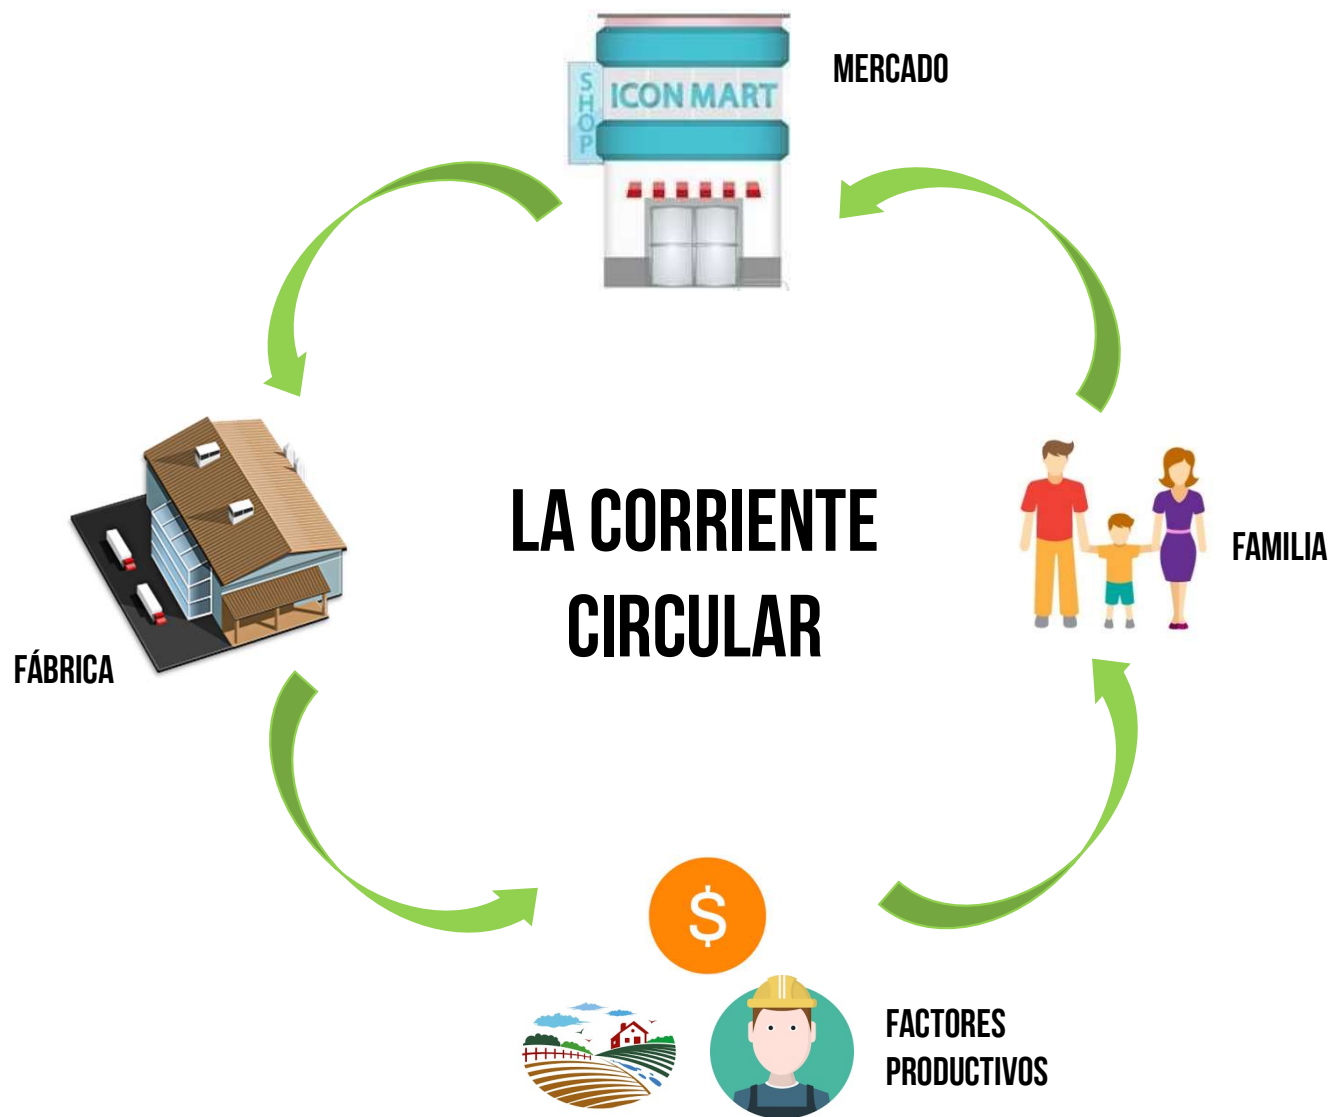 MERCADO
SHOP
ICON MART
LA CORRIENTE
CIRCULAR
FAMILIA
FÁBRICA
$
FACTORES
PRODUCTIVOS